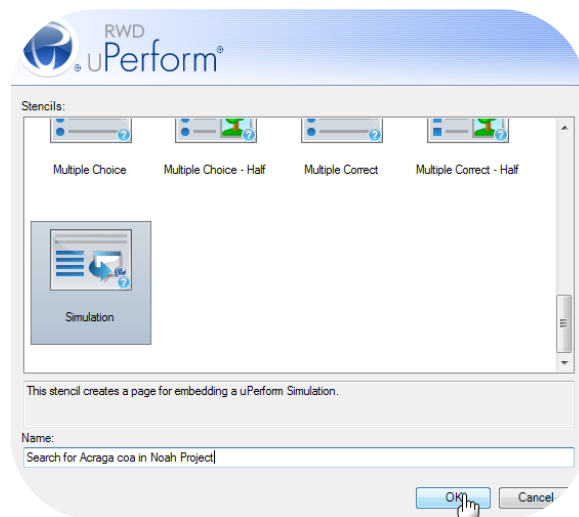 RWD
uPerform®
Stencils:
Multiple Choice
Multiple Choice - Half
Multiple Correct
Multiple Correct - Half
Simulation
This stencil creates a page for embedding a uPerform Simulation.
Name:
Search for Acraga coa in Noah Project
OK
Cancel